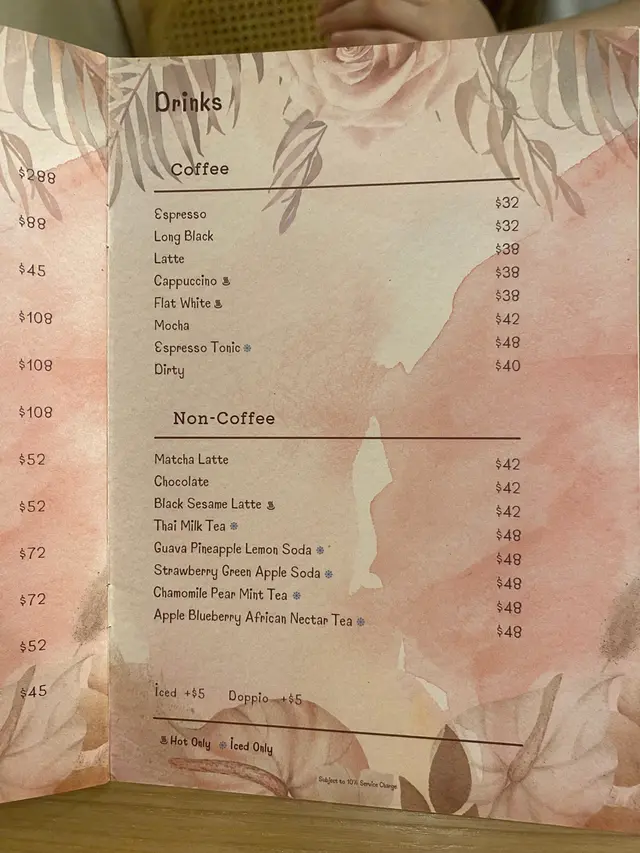 $288
$88
$45
$108
$108
$108
$52
$52
$72
$72
$52
$45
Drinks
Coffee
Espresso $32
Long Black $32
Latte $38
Cappuccino $38
Flat White $38
Mocha $42
Espresso Tonic $48
Dirty $40
Non-Coffee
Matcha Latte $42
Chocolate $42
Black Sesame Latte $42
Thai Milk Tea $48
Guava Pineapple Lemon Soda $48
Strawberry Green Apple Soda $48
Chamomile Pear Mint Tea $48
Apple Blueberry African Nectar Tea $48
Iced +$5 Doppio +$5
Hot Only Iced Only
Subject to 10% Service Charge